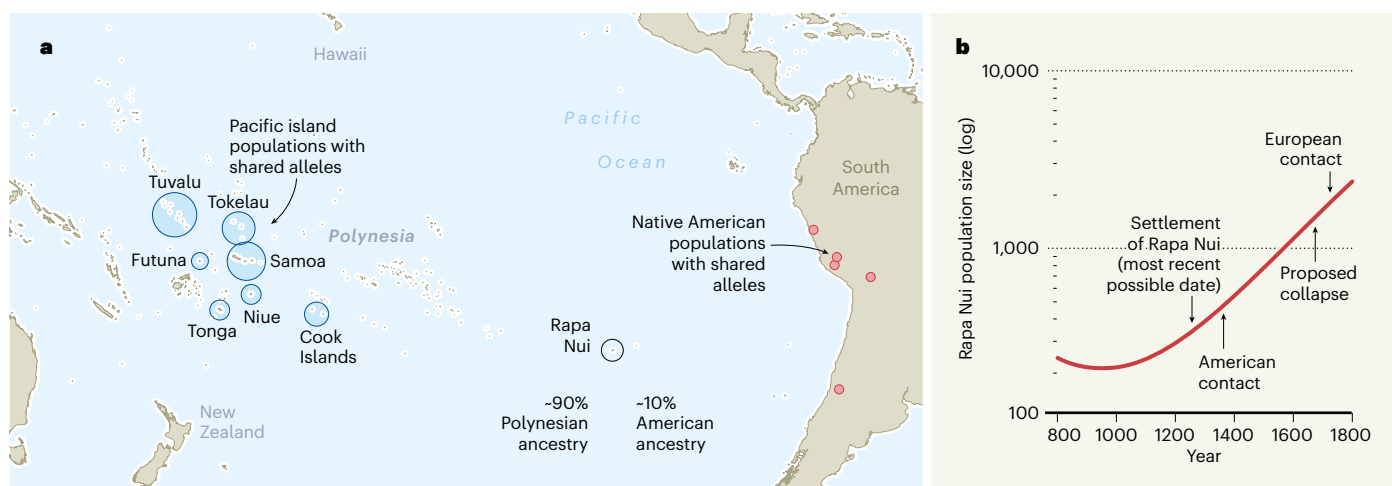 a
Hawaii
Pacific
Ocean
Pacific island
populations with
shared alleles
Tuvalu
Tokelau
Polynesia
Futuna
Samoa
Niue
Tonga
Cook
Islands
South
America
Native American
populations
with shared
alleles
Rapa
Nui
~90%
Polynesian
ancestry
~10%
American
ancestry
New
Zealand
b
Rapa Nui population size (log)
10,000
1,000
100
European
contact
Settlement
of Rapa Nui
(most recent
possible date)
Proposed
collapse
American
contact
800 1000 1200 1400 1600 1800
Year